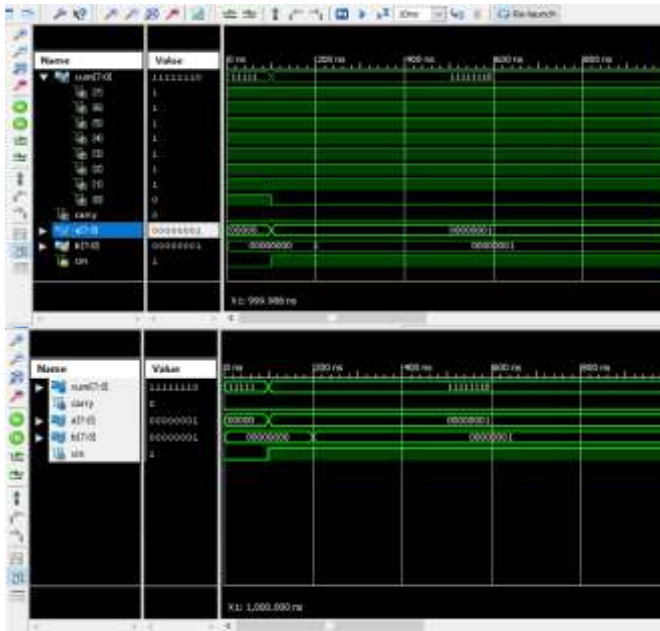 Re-launch
Name Value 0 ns 200 ns 400 ns 600 ns 800 ns
sum[7:0] 11111110 11111... 11111110
[7] 1
[6] 1
[5] 1
[4] 1
[3] 1
[2] 1
[1] 1
[0] 0
carry 0
a[7:0] 00000001 00000... 00000001
b[7:0] 00000001 00000000 00000001
cin 1
X1: 999.986 ns
Name Value 0 ns 200 ns 400 ns 600 ns 800 ns
sum[7:0] 11111110 11111 11111110
carry
a[7:0] 00000001 00000 00000001
b[7:0] 00000001 00000000 00000001
cin 1
X1: 1,000.000 ns